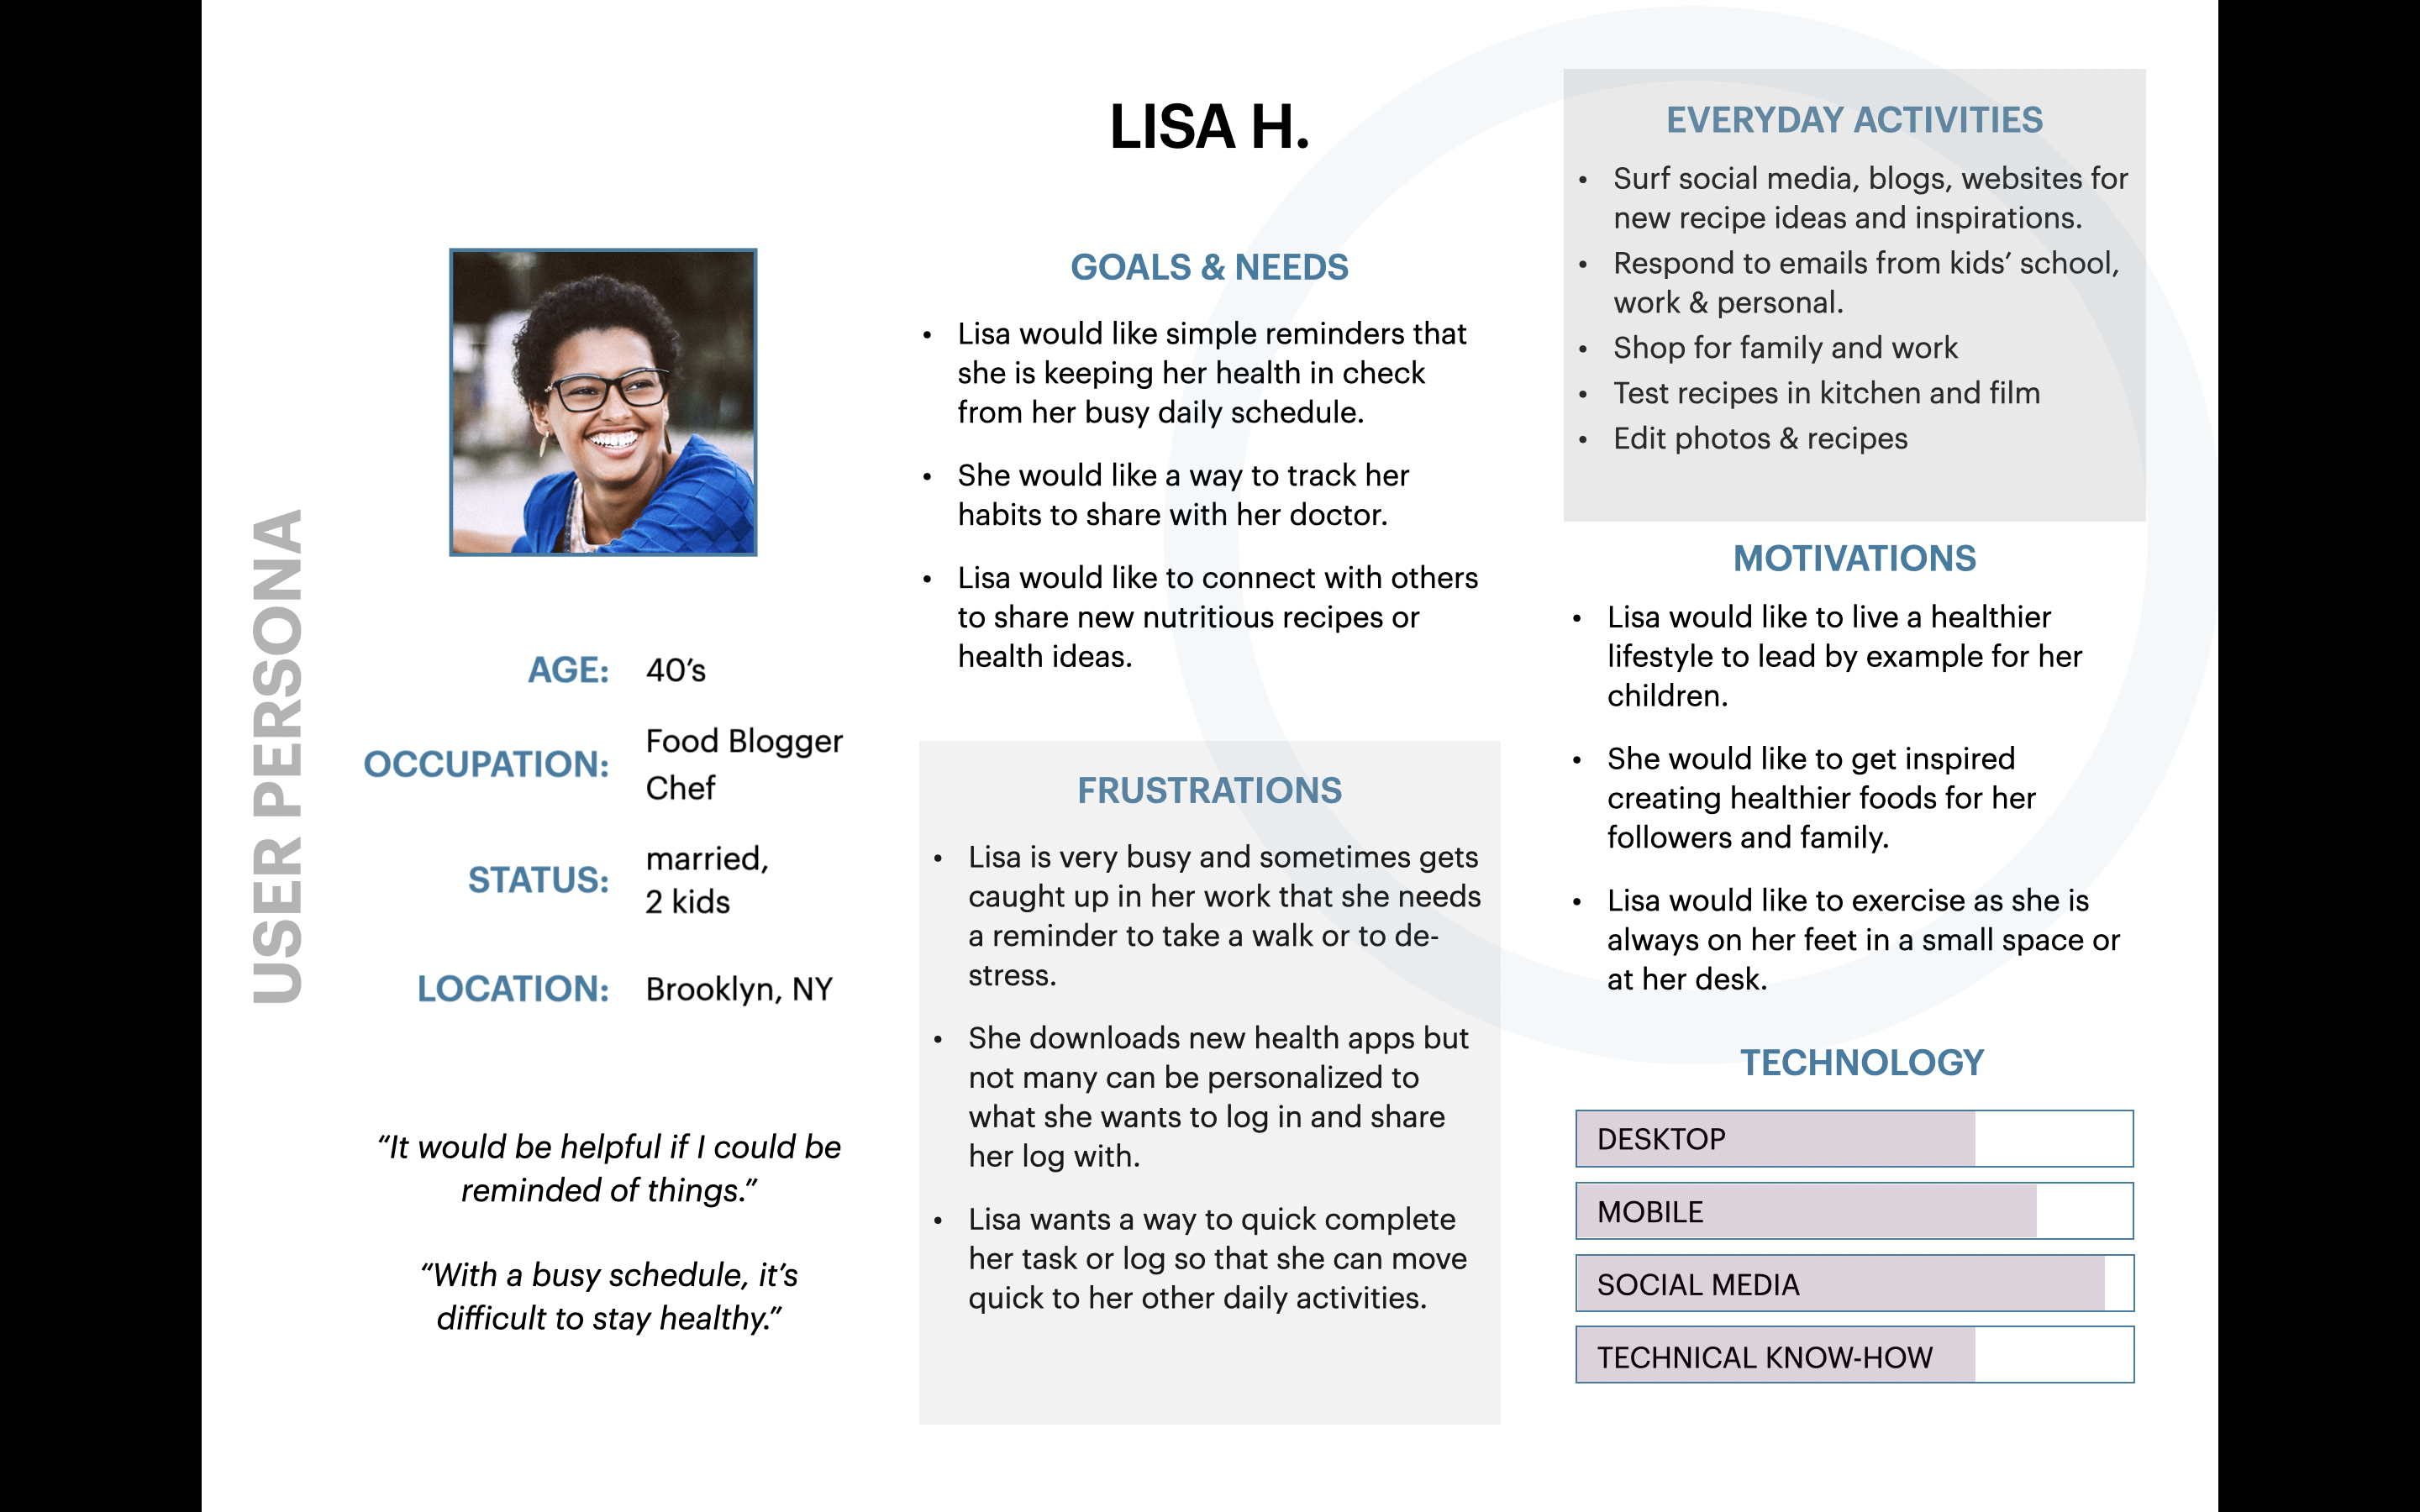 USER PERSONA
LISA H.
AGE: 40’s
OCCUPATION: Food Blogger
Chef
STATUS: married,
2 kids
LOCATION: Brooklyn, NY
“It would be helpful if I could be
reminded of things.”
“With a busy schedule, it’s
difficult to stay healthy.”
GOALS & NEEDS
• Lisa would like simple reminders that
she is keeping her health in check
from her busy daily schedule.
• She would like a way to track her
habits to share with her doctor.
• Lisa would like to connect with others
to share new nutritious recipes or
health ideas.
FRUSTRATIONS
• Lisa is very busy and sometimes gets
caught up in her work that she needs
a reminder to take a walk or to de-
stress.
• She downloads new health apps but
not many can be personalized to
what she wants to log in and share
her log with.
• Lisa wants a way to quick complete
her task or log so that she can move
quick to her other daily activities.
EVERYDAY ACTIVITIES
• Surf social media, blogs, websites for
new recipe ideas and inspirations.
• Respond to emails from kids’ school,
work & personal.
• Shop for family and work
• Test recipes in kitchen and film
• Edit photos & recipes
MOTIVATIONS
• Lisa would like to live a healthier
lifestyle to lead by example for her
children.
• She would like to get inspired
creating healthier foods for her
followers and family.
• Lisa would like to exercise as she is
always on her feet in a small space or
at her desk.
TECHNOLOGY
DESKTOP
MOBILE
SOCIAL MEDIA
TECHNICAL KNOW-HOW